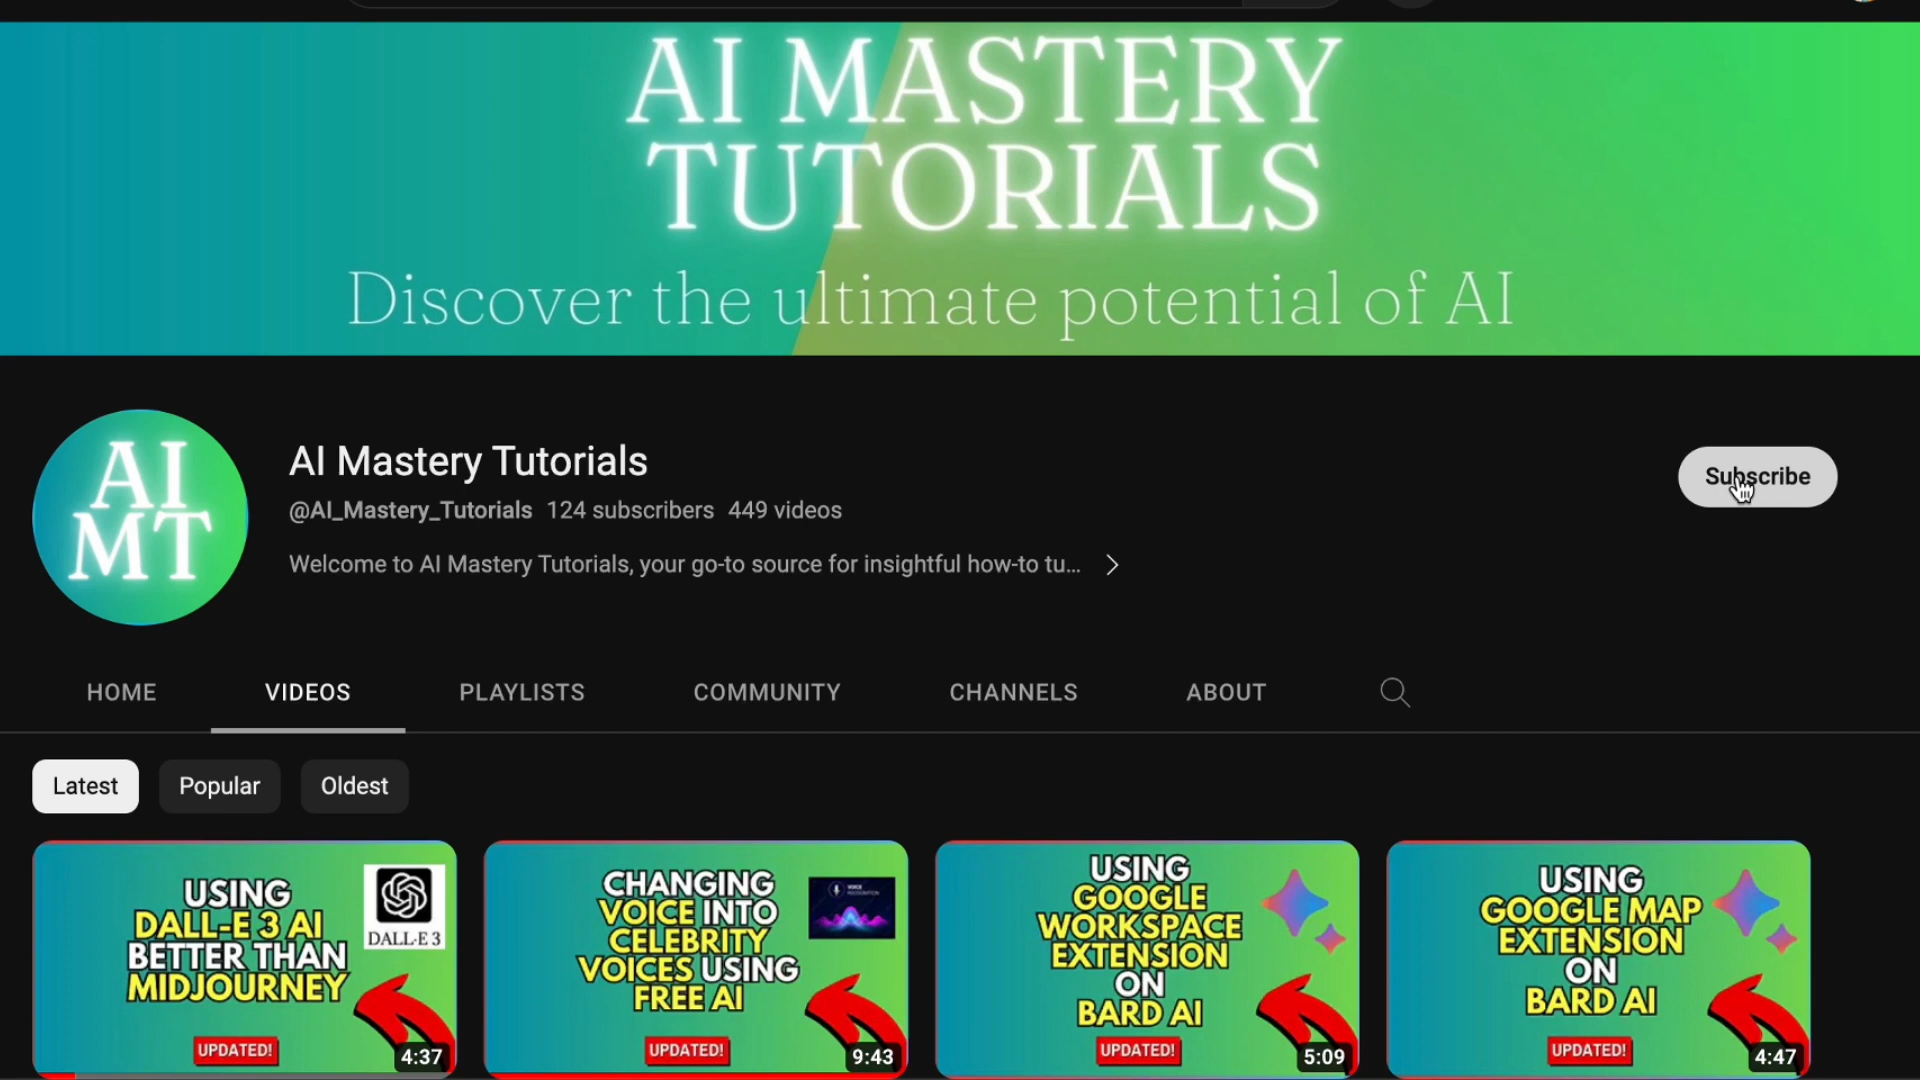 AI MASTERY
TUTORIALS
Discover the ultimate potential of AI
AI
MT
AI Mastery Tutorials
@AI_Mastery_Tutorials 124 subscribers 449 videos
Welcome to AI Mastery Tutorials, your go-to source for insightful how-to tu...
Subscribe
HOME VIDEOS PLAYLISTS COMMUNITY CHANNELS ABOUT
Latest Popular Oldest
USING
DALL-E 3 AI
BETTER THAN
MIDJOURNEY
DALL·E 3
UPDATED!
4:37
CHANGING
VOICE INTO
CELEBRITY
VOICES USING
FREE AI
VOICE
RECOGNITION
UPDATED!
9:43
USING
GOOGLE
WORKSPACE
EXTENSION
ON
BARD AI
UPDATED!
5:09
USING
GOOGLE MAP
EXTENSION
ON
BARD AI
UPDATED!
4:47